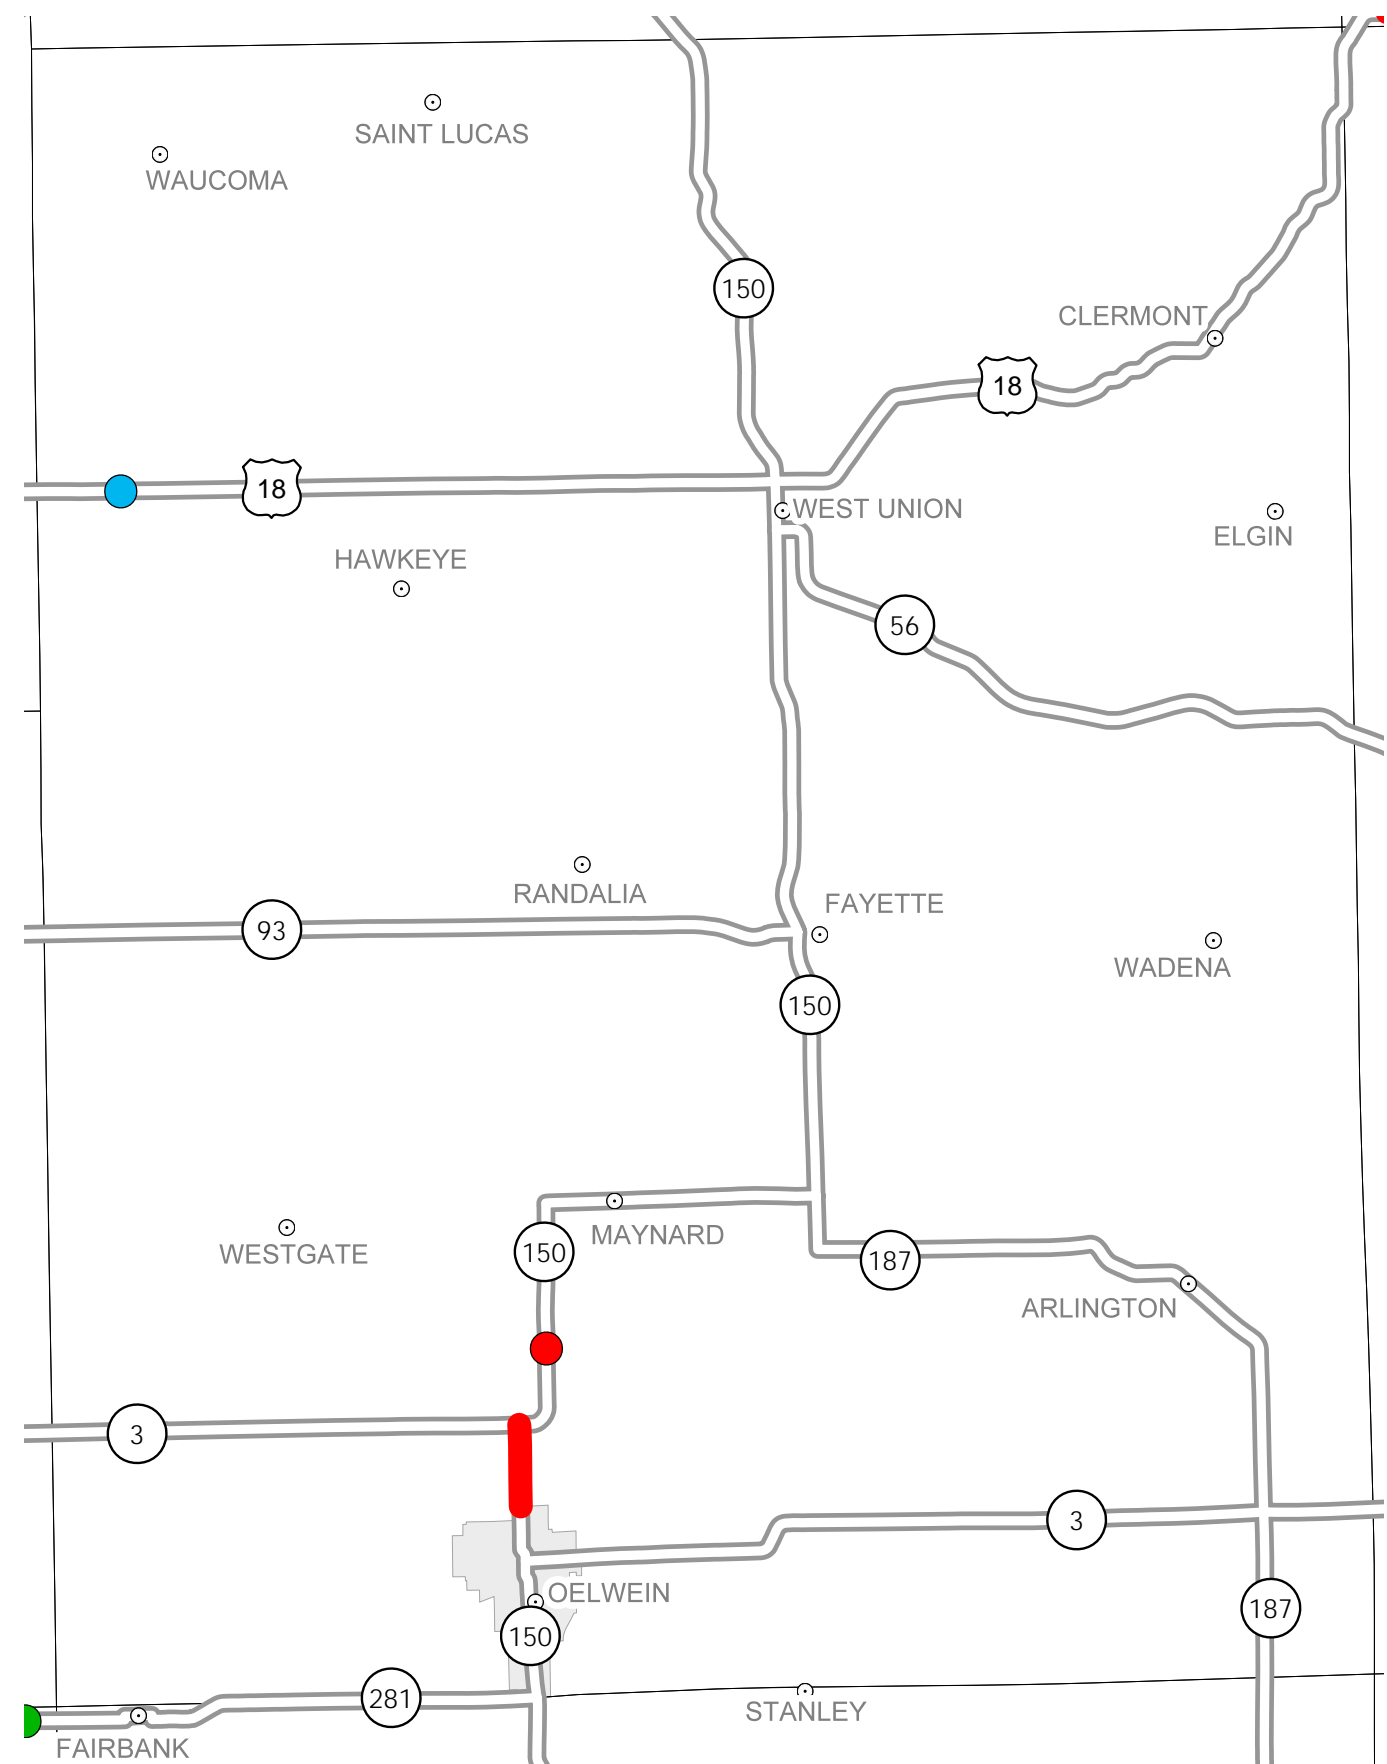 SAINT LUCAS
WAUCOMA
150
CLERMONT
18
18
WEST UNION
ELGIN
HAWKEYE
56
RANDALIA
FAYETTE
93
WADENA
150
MAYNARD
WESTGATE
150
187
ARLINGTON
3
3
OELWEIN
187
150
281
STANLEY
FAIRBANK